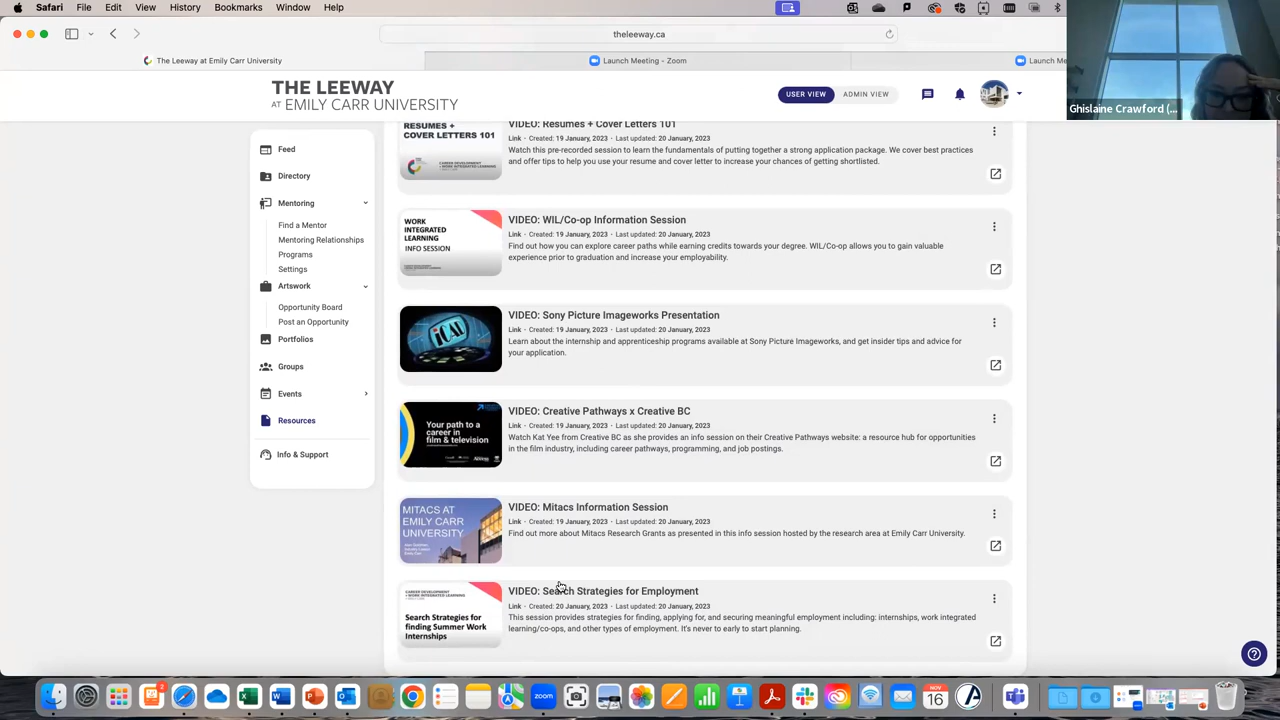 Safari File Edit View History Bookmarks Window Help
theleeway.ca
The Leeway at Emily Carr University
Launch Meeting - Zoom
Launch Me
Ghislaine Crawford (...
THE LEEWAY
AT EMILY CARR UNIVERSITY
USER VIEW ADMIN VIEW
Feed
Directory
Mentoring
Find a Mentor
Mentoring Relationships
Programs
Settings
Artswork
Opportunity Board
Post an Opportunity
Portfolios
Groups
Events
Resources
Info & Support
RESUMES +
COVER LETTERS 101
VIDEO: Resumes + Cover Letters 101
Link - Created: 19 January, 2023 - Last updated: 20 January, 2023
Watch this pre-recorded session to learn the fundamentals of putting together a strong application package. We cover best practices
and offer tips to help you use your resume and cover letter to increase your chances of getting shortlisted.
WORK
INTEGRATED
LEARNING
INFO SESSION
VIDEO: WIL/Co-op Information Session
Link - Created: 19 January, 2023 - Last updated: 20 January, 2023
Find out how you can explore career paths while earning credits towards your degree. WIL/Co-op allows you to gain valuable
experience prior to graduation and increase your employability.
iCAD
VIDEO: Sony Picture Imageworks Presentation
Link - Created: 19 January, 2023 - Last updated: 20 January, 2023
Learn about the internship and apprenticeship programs available at Sony Picture Imageworks, and get insider tips and advice for
your application.
Your path to a
career in
film & television
VIDEO: Creative Pathways x Creative BC
Link - Created: 19 January, 2023 - Last updated: 20 January, 2023
Watch Kat Yee from Creative BC as she provides an info session on their Creative Pathways website: a resource hub for opportunities
in the film industry, including career pathways, programming, and job postings.
MITACS AT
EMILY CARR
UNIVERSITY
VIDEO: Mitacs Information Session
Link - Created: 19 January, 2023 - Last updated: 20 January, 2023
Find out more about Mitacs Research Grants as presented in this info session hosted by the research area at Emily Carr University.
Search Strategies for
finding Summer Work
Internships
VIDEO: Search Strategies for Employment
Link - Created: 20 January, 2023 - Last updated: 20 January, 2023
This session provides strategies for finding, applying for, and securing meaningful employment including: internships, work integrated
learning/co-ops, and other types of employment. It's never to early to start planning.
zoom
NOV
16